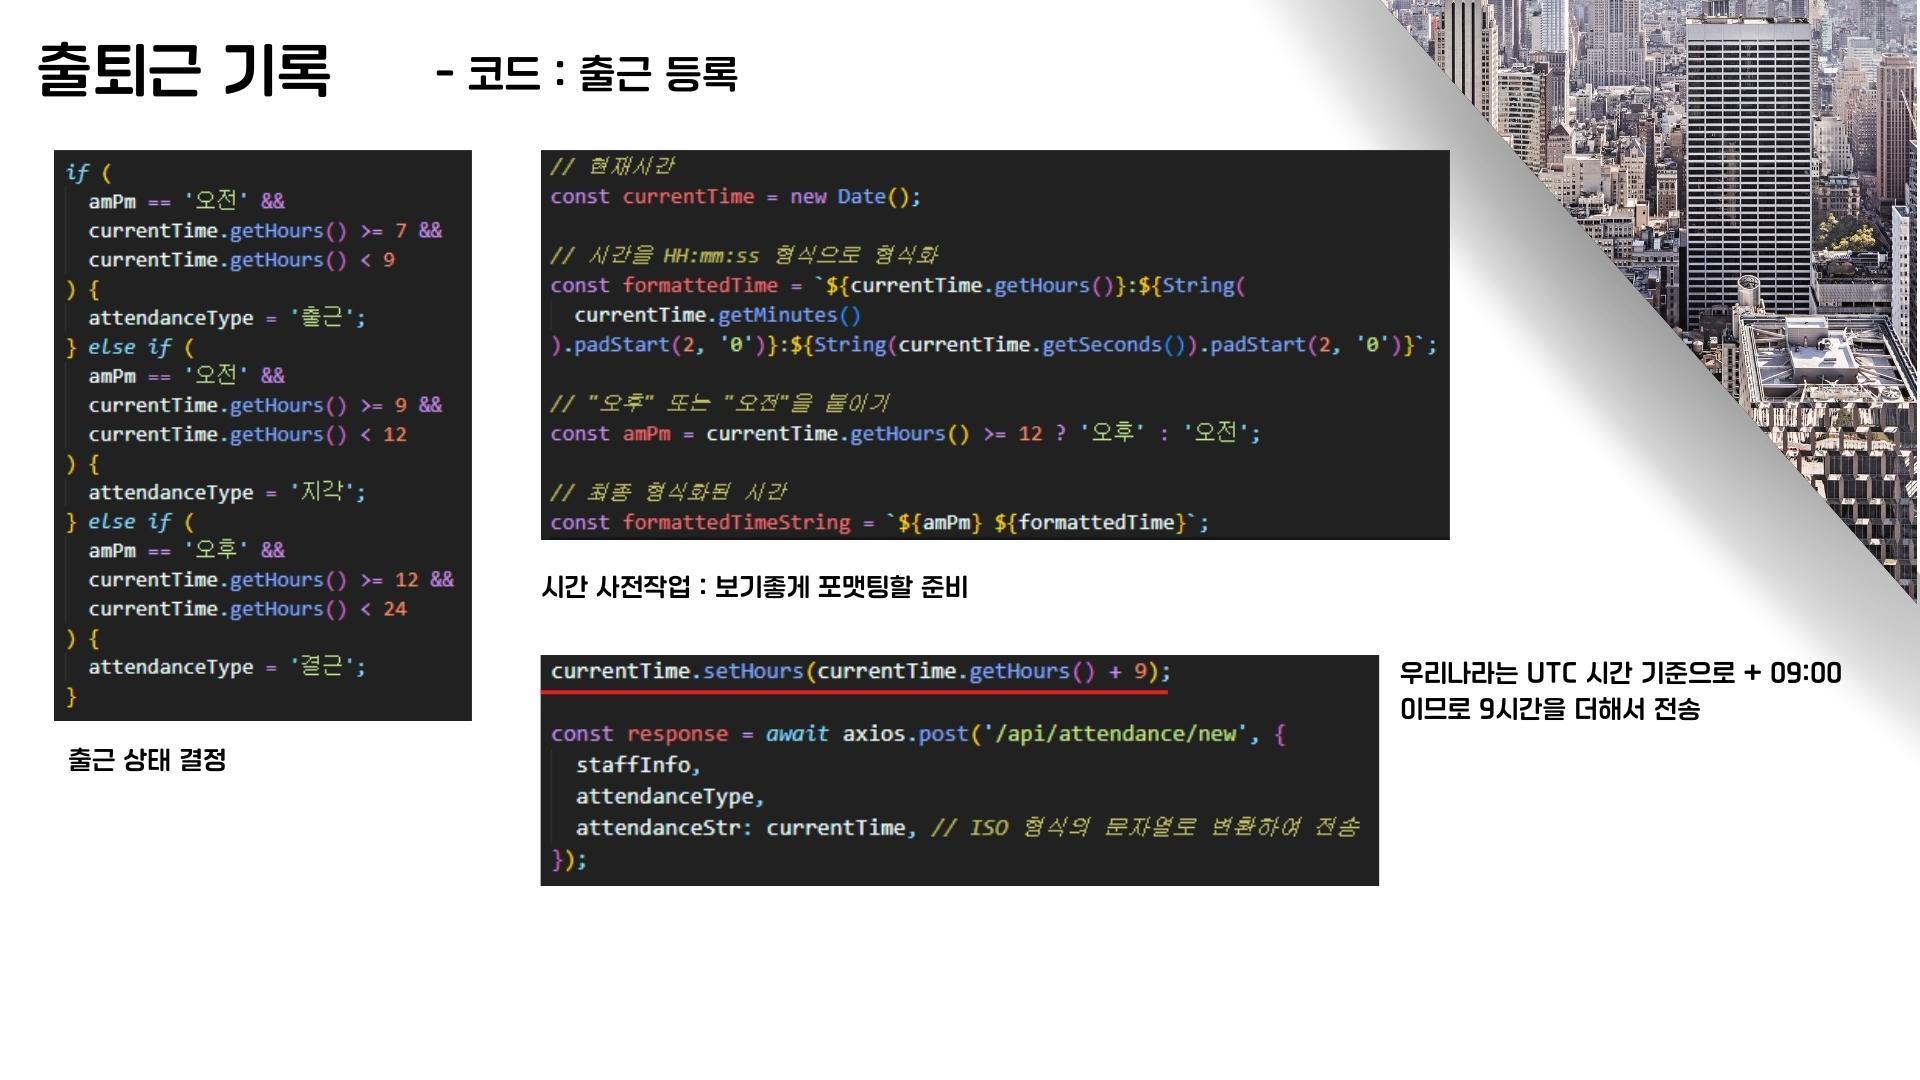 출퇴근 기록
- 코드 : 출근 등록
if (
amPm == '오전' &&
currentTime.getHours() >= 7 &&
currentTime.getHours() < 9
) {
attendanceType = '출근';
} else if (
amPm == '오전' &&
currentTime.getHours() >= 9 &&
currentTime.getHours() < 12
) {
attendanceType = '지각';
} else if (
amPm == '오후' &&
currentTime.getHours() >= 12 &&
currentTime.getHours() < 24
) {
attendanceType = '결근';
}
출근 상태 결정
// 현재시간
const currentTime = new Date();
// 시간을 HH:mm:ss 형식으로 형식화
const formattedTime = `${currentTime.getHours()}:${String(
currentTime.getMinutes()
).padStart(2, '0')}:${String(currentTime.getSeconds()).padStart(2, '0')}`;
// "오후" 또는 "오전"을 붙이기
const amPm = currentTime.getHours() >= 12 ? '오후' : '오전';
// 최종 형식화된 시간
const formattedTimeString = `${amPm} ${formattedTime}`;
시간 사전작업 : 보기좋게 포맷팅할 준비
currentTime.setHours(currentTime.getHours() + 9);
const response = await axios.post('/api/attendance/new', {
staffInfo,
attendanceType,
attendanceStr: currentTime, // ISO 형식의 문자열로 변환하여 전송
});
우리나라는 UTC 시간 기준으로 + 09:00
이므로 9시간을 더해서 전송